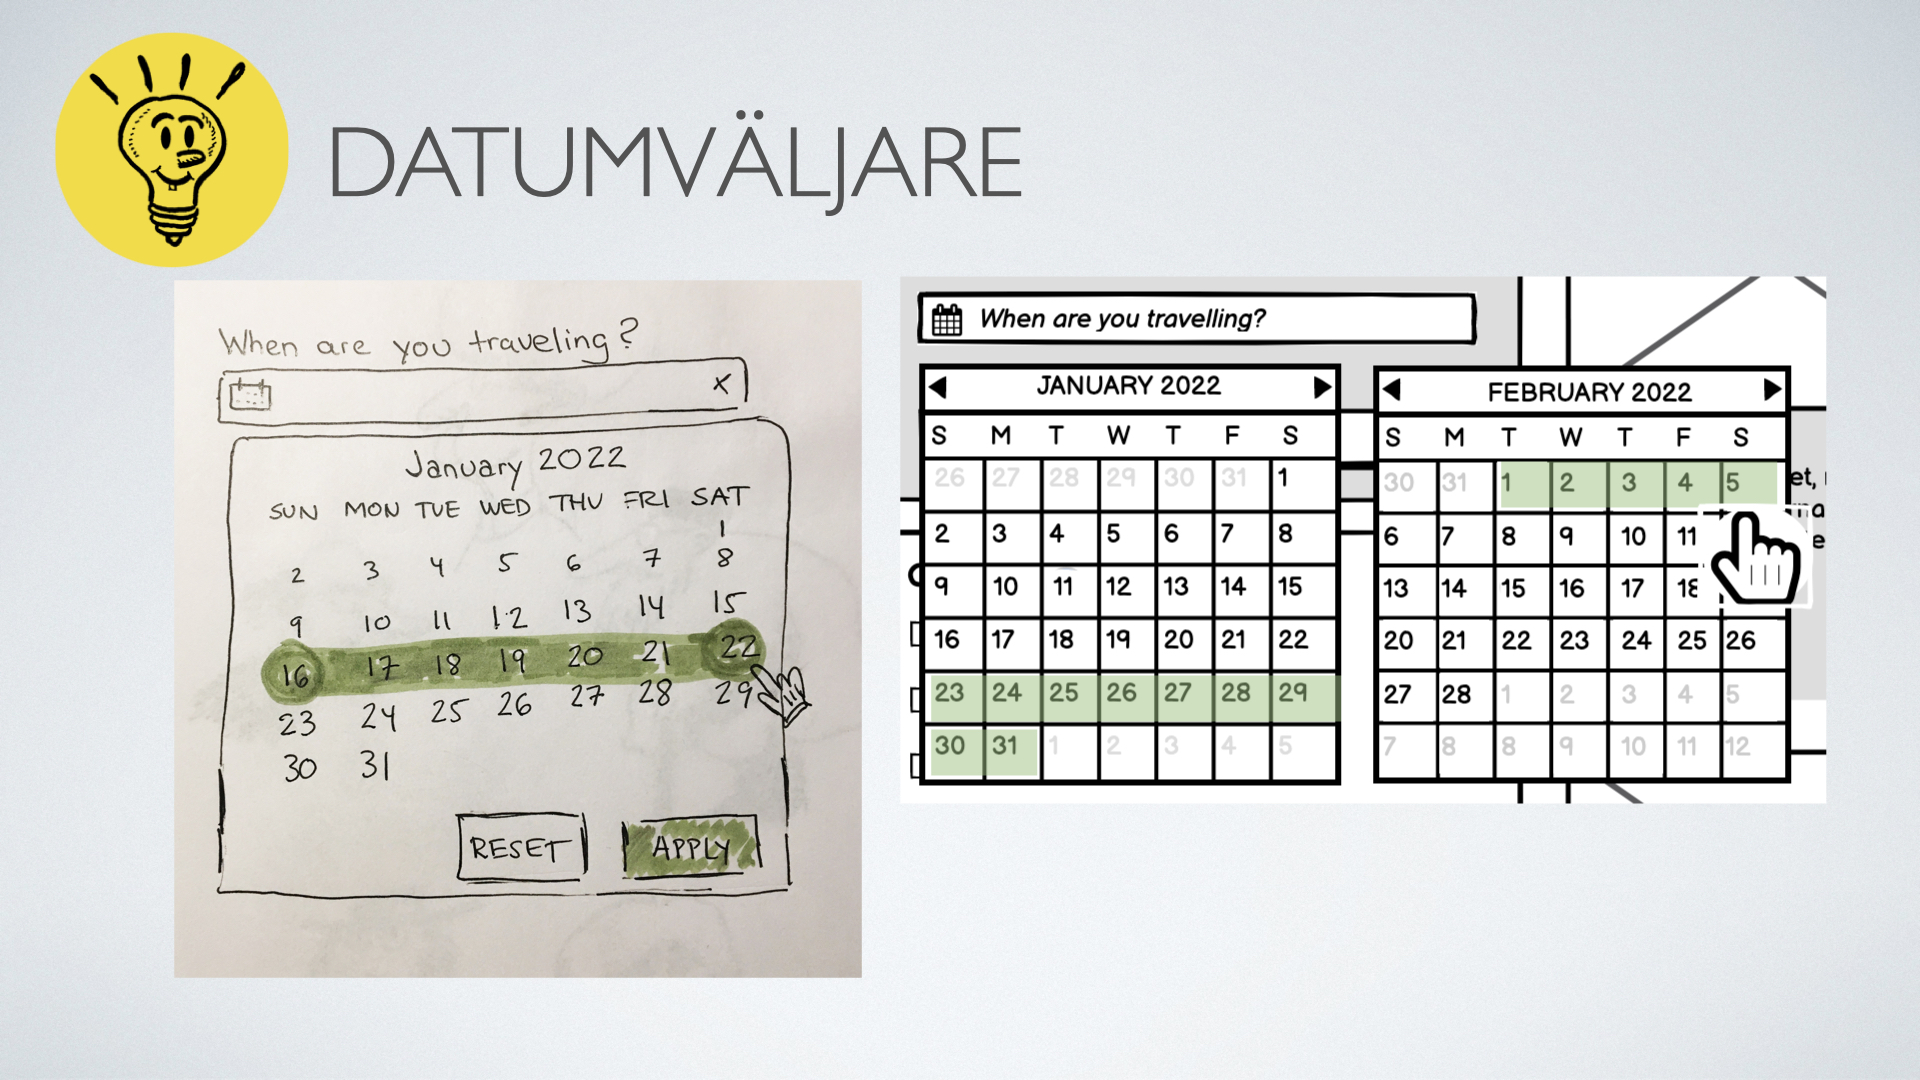 DATUMVÄLJARE
When are you traveling?
X
January 2022
SUN MON TUE WED THU FRI SAT
1
2 3 4 5 6 7 8
9 10 11 12 13 14 15
16 17 18 19 20 21 22
23 24 25 26 27 28 29
30 31
RESET APPLY
When are you travelling?
JANUARY 2022
S M T W T F S
26 27 28 29 30 31 1
2 3 4 5 6 7 8
9 10 11 12 13 14 15
16 17 18 19 20 21 22
23 24 25 26 27 28 29
30 31 1 2 3 4 5
FEBRUARY 2022
S M T W T F S
30 31 1 2 3 4 5
6 7 8 9 10 11
13 14 15 16 17 18
20 21 22 23 24 25 26
27 28 1 2 3 4 5
7 8 8 9 10 11 12
et,